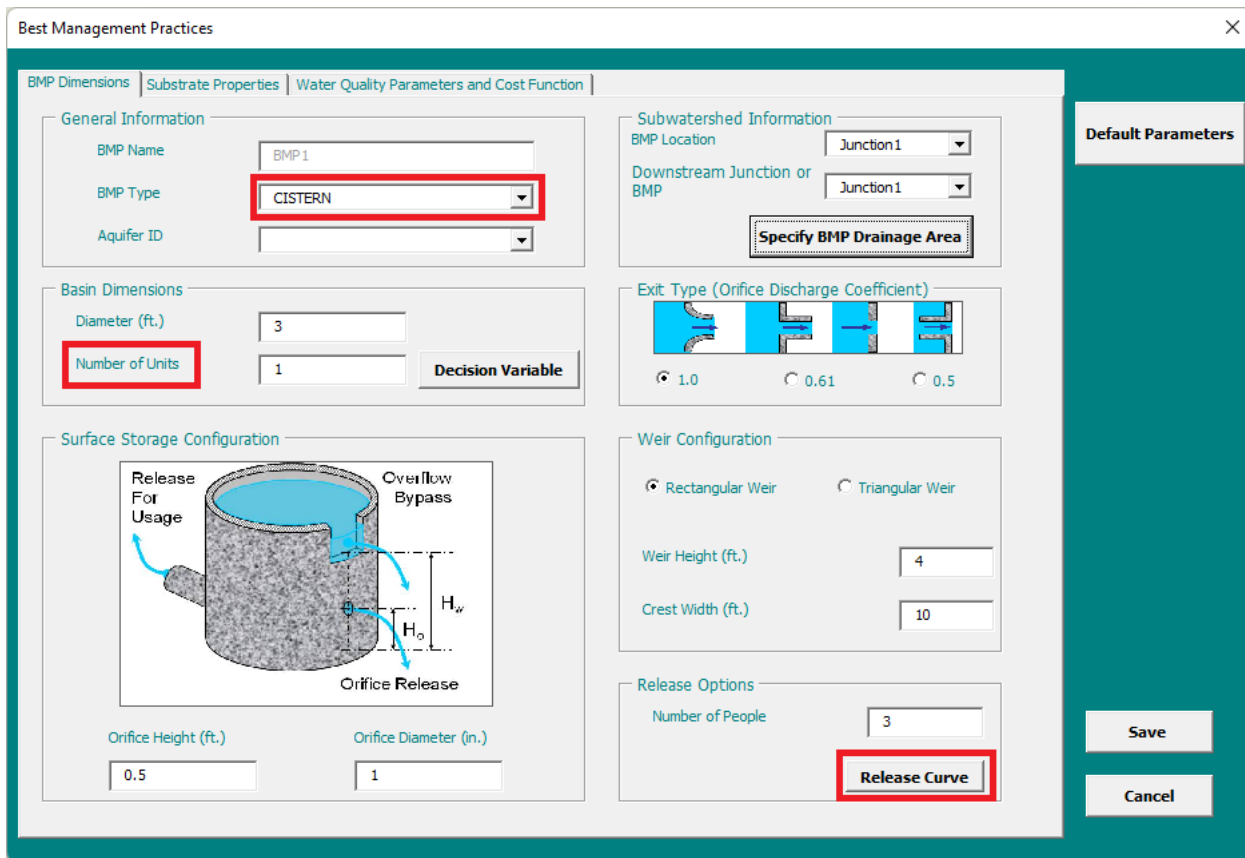 Best Management Practices
BMP Dimensions
Substrate Properties
Water Quality Parameters and Cost Function
General Information
BMP Name
BMP1
BMP Type
CISTERN
Aquifer ID
Subwatershed Information
BMP Location
Junction1
Downstream Junction or
BMP
Junction1
Specify BMP Drainage Area
Default Parameters
Basin Dimensions
Diameter (ft.)
3
Number of Units
1
Decision Variable
Exit Type (Orifice Discharge Coefficient)
1.0
0.61
0.5
Surface Storage Configuration
Release
For
Usage
Overflow
Bypass
Hw
Ho
Orifice Release
Orifice Height (ft.)
Orifice Diameter (in.)
0.5
1
Weir Configuration
Rectangular Weir
Triangular Weir
Weir Height (ft.)
4
Crest Width (ft.)
10
Release Options
Number of People
3
Release Curve
Save
Cancel